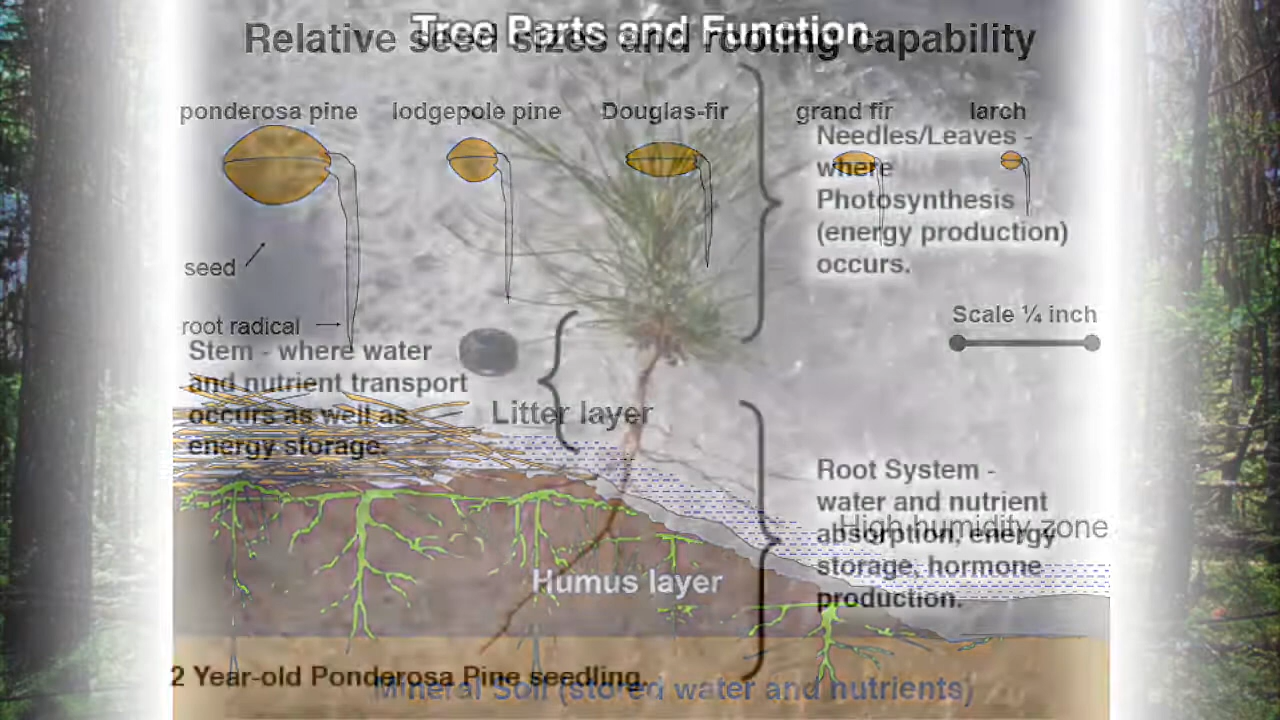 Tree Parts and Function
Relative seed sizes and rooting capability
ponderosa pine
lodgepole pine
Douglas-fir
grand fir
larch
Needles/Leaves -
where
Photosynthesis
(energy production)
occurs.
seed
Scale ¼ inch
root radical
Stem - where water
and nutrient transport
occurs as well as
energy storage.
Litter layer
Root System -
water and nutrient
absorption, energy
storage, hormone
production.
High humidity zone
Humus layer
2 Year-old Ponderosa Pine seedling.
Mineral Soil (stored water and nutrients)